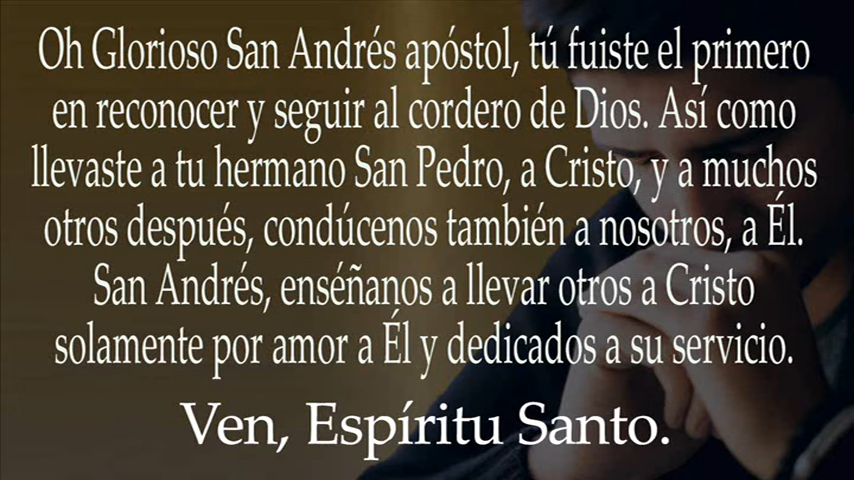 Oh Glorioso San Andrés apóstol, tú fuiste el primero
en reconocer y seguir al cordero de Dios. Así como
llevaste a tu hermano San Pedro, a Cristo, y a muchos
otros después, condúcenos también a nosotros, a Él.
San Andrés, enséñanos a llevar otros a Cristo
solamente por amor a Él y dedicados a su servicio.
Ven, Espíritu Santo.